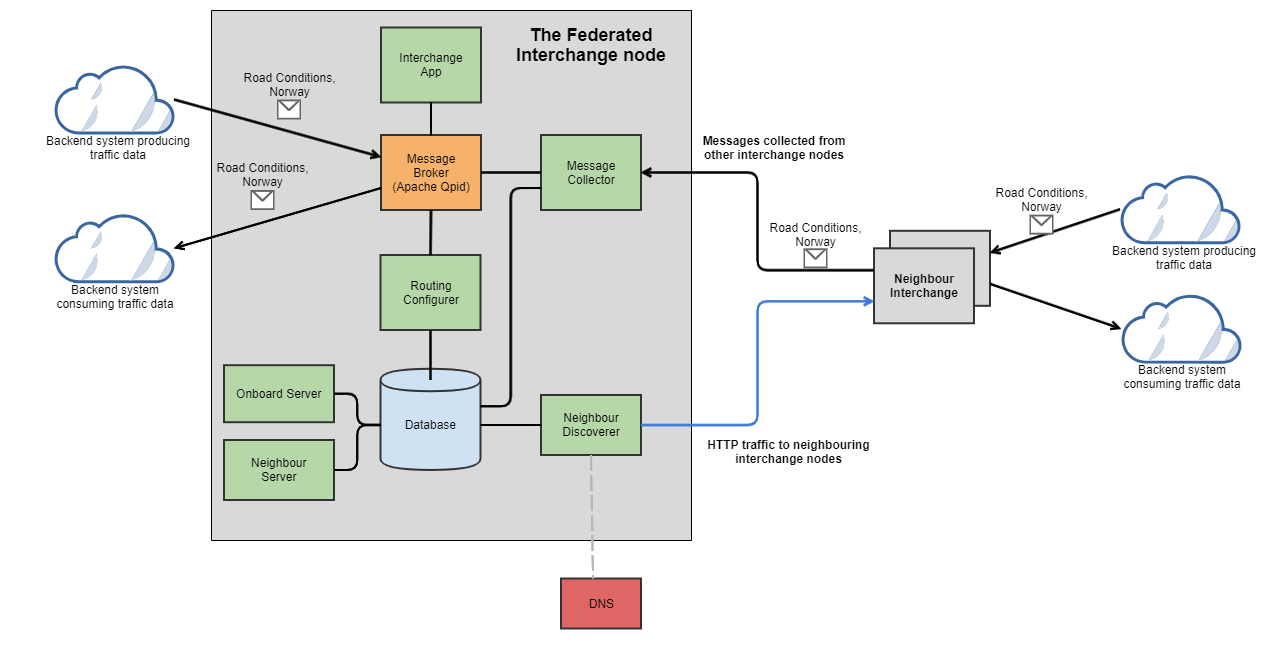 The Federated
Interchange node
Interchange
App
Road Conditions,
Norway
Backend system producing
traffic data
Message
Broker
(Apache Qpid)
Message
Collector
Messages collected from
other interchange nodes
Road Conditions,
Norway
Backend system
consuming traffic data
Road Conditions,
Norway
Road Conditions,
Norway
Backend system producing
traffic data
Neighbour
Interchange
Routing
Configurer
Backend system
consuming traffic data
Onboard Server
Database
Neighbour
Discoverer
Neighbour
Server
HTTP traffic to neighbouring
interchange nodes
DNS